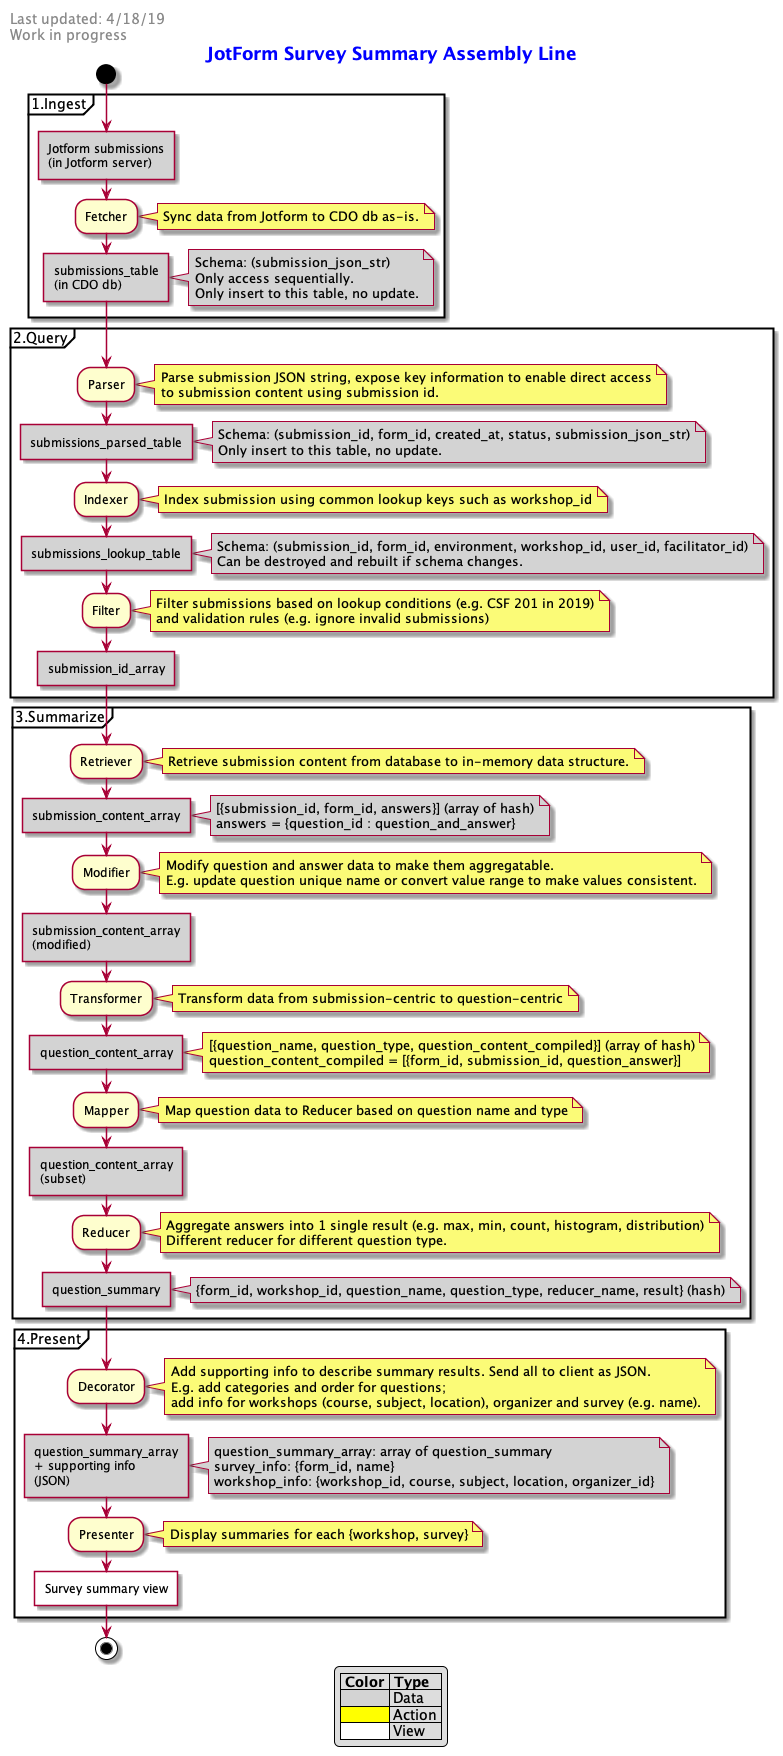 Last updated: 4/18/19
Work in progress
JotForm Survey Summary Assembly Line
1.Ingest
Jotform submissions
(in Jotform server)
Fetcher
Sync data from Jotform to CDO db as-is.
submissions_table
(in CDO db)
Schema: (submission_json_str)
Only access sequentially.
Only insert to this table, no update.
2.Query
Parser
Parse submission JSON string, expose key information to enable direct access
to submission content using submission id.
submissions_parsed_table
Schema: (submission_id, form_id, created_at, status, submission_json_str)
Only insert to this table, no update.
Indexer
Index submission using common lookup keys such as workshop_id
submissions_lookup_table
Schema: (submission_id, form_id, environment, workshop_id, user_id, facilitator_id)
Can be destroyed and rebuilt if schema changes.
Filter
Filter submissions based on lookup conditions (e.g. CSF 201 in 2019)
and validation rules (e.g. ignore invalid submissions)
submission_id_array
3.Summarize
Retriever
Retrieve submission content from database to in-memory data structure.
submission_content_array
[{submission_id, form_id, answers}] (array of hash)
answers = {question_id : question_and_answer}
Modifier
Modify question and answer data to make them aggregatable.
E.g. update question unique name or convert value range to make values consistent.
submission_content_array
(modified)
Transformer
Transform data from submission-centric to question-centric
question_content_array
[{question_name, question_type, question_content_compiled}] (array of hash)
question_content_compiled = [{form_id, submission_id, question_answer}]
Mapper
Map question data to Reducer based on question name and type
question_content_array
(subset)
Reducer
Aggregate answers into 1 single result (e.g. max, min, count, histogram, distribution)
Different reducer for different question type.
question_summary
{form_id, workshop_id, question_name, question_type, reducer_name, result} (hash)
4.Present
Decorator
Add supporting info to describe summary results. Send all to client as JSON.
E.g. add categories and order for questions;
add info for workshops (course, subject, location), organizer and survey (e.g. name).
question_summary_array
+ supporting info
(JSON)
question_summary_array: array of question_summary
survey_info: {form_id, name}
workshop_info: {workshop_id, course, subject, location, organizer_id}
Presenter
Display summaries for each {workshop, survey}
Survey summary view
Color Type
Data
Action
View